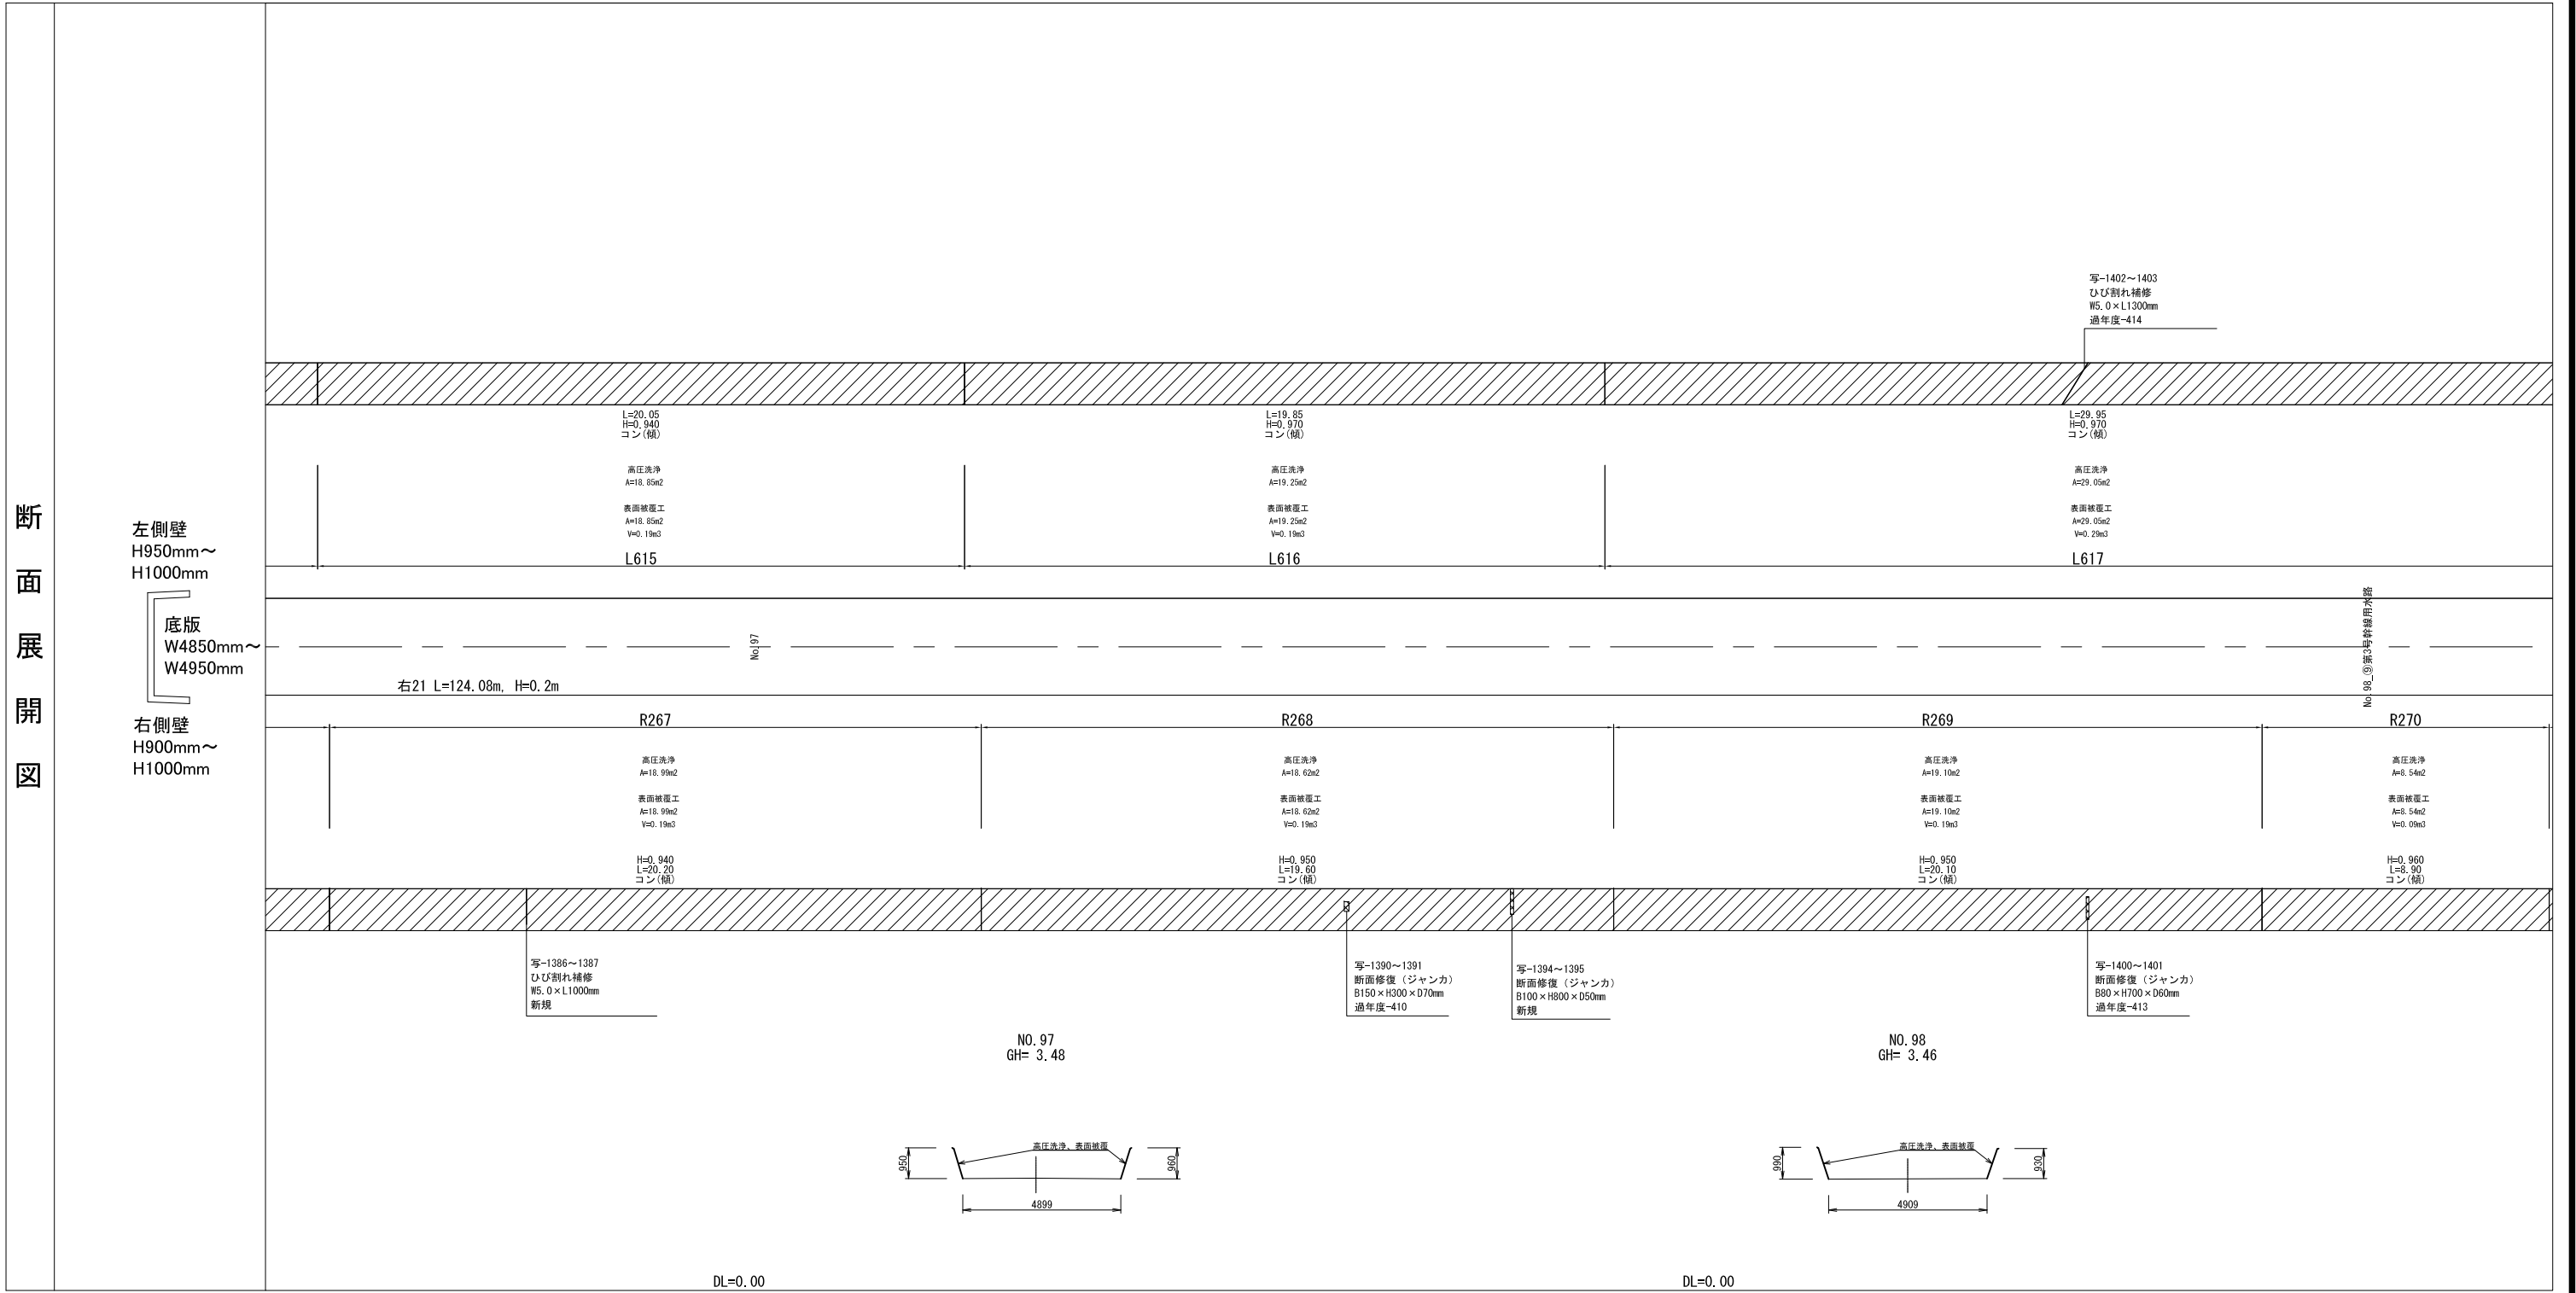 断面展開図
左側壁
H950mm～
H1000mm
底版
W4850mm～
W4950mm
右側壁
H900mm～
H1000mm
写-1402～1403
ひび割れ補修
W5.0×L1300mm
過年度-414
L=20.05
H=0.940
コン(傾)
高圧洗浄
A=18.85m2
表面被覆工
A=18.85m2
V=0.19m3
L615
L=19.85
H=0.970
コン(傾)
高圧洗浄
A=19.25m2
表面被覆工
A=19.25m2
V=0.19m3
L616
L=29.95
H=0.970
コン(傾)
高圧洗浄
A=29.05m2
表面被覆工
A=29.05m2
V=0.29m3
L617
No.97
No.98_⑨第3号幹線用水路
右21 L=124.08m, H=0.2m
R267
高圧洗浄
A=18.99m2
表面被覆工
A=18.99m2
V=0.19m3
H=0.940
L=20.20
コン(傾)
R268
高圧洗浄
A=18.62m2
表面被覆工
A=18.62m2
V=0.19m3
H=0.950
L=19.60
コン(傾)
R269
高圧洗浄
A=19.10m2
表面被覆工
A=19.10m2
V=0.19m3
H=0.950
L=20.10
コン(傾)
R270
高圧洗浄
A=8.54m2
表面被覆工
A=8.54m2
V=0.09m3
H=0.960
L=8.90
コン(傾)
写-1386～1387
ひび割れ補修
W5.0×L1000mm
新規
写-1390～1391
断面修復（ジャンカ）
B150×H300×D70mm
過年度-410
写-1394～1395
断面修復（ジャンカ）
B100×H800×D50mm
新規
写-1400～1401
断面修復（ジャンカ）
B80×H700×D60mm
過年度-413
NO.97
GH= 3.48
高圧洗浄、表面被覆
950
960
4899
DL=0.00
NO.98
GH= 3.46
高圧洗浄、表面被覆
990
930
4909
DL=0.00